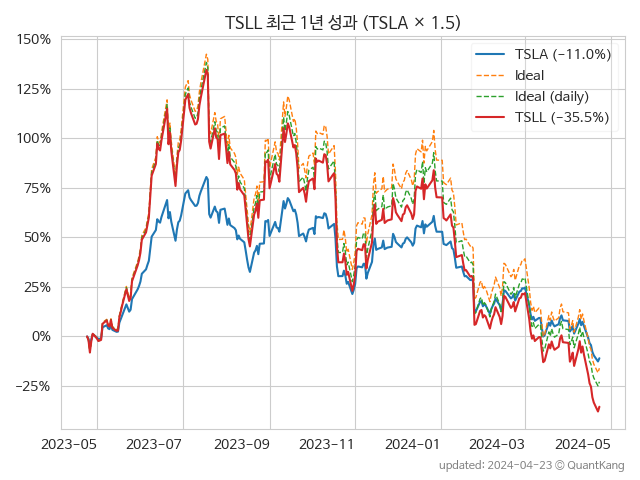 TSLL 최근 1년 성과 (TSLA × 1.5)
150%
125%
100%
75%
50%
25%
0%
−25%
TSLA (−11.0%)
Ideal
Ideal (daily)
TSLL (−35.5%)
2023-05 2023-07 2023-09 2023-11 2024-01 2024-03 2024-05
updated: 2024-04-23 ⓒ QuantKang